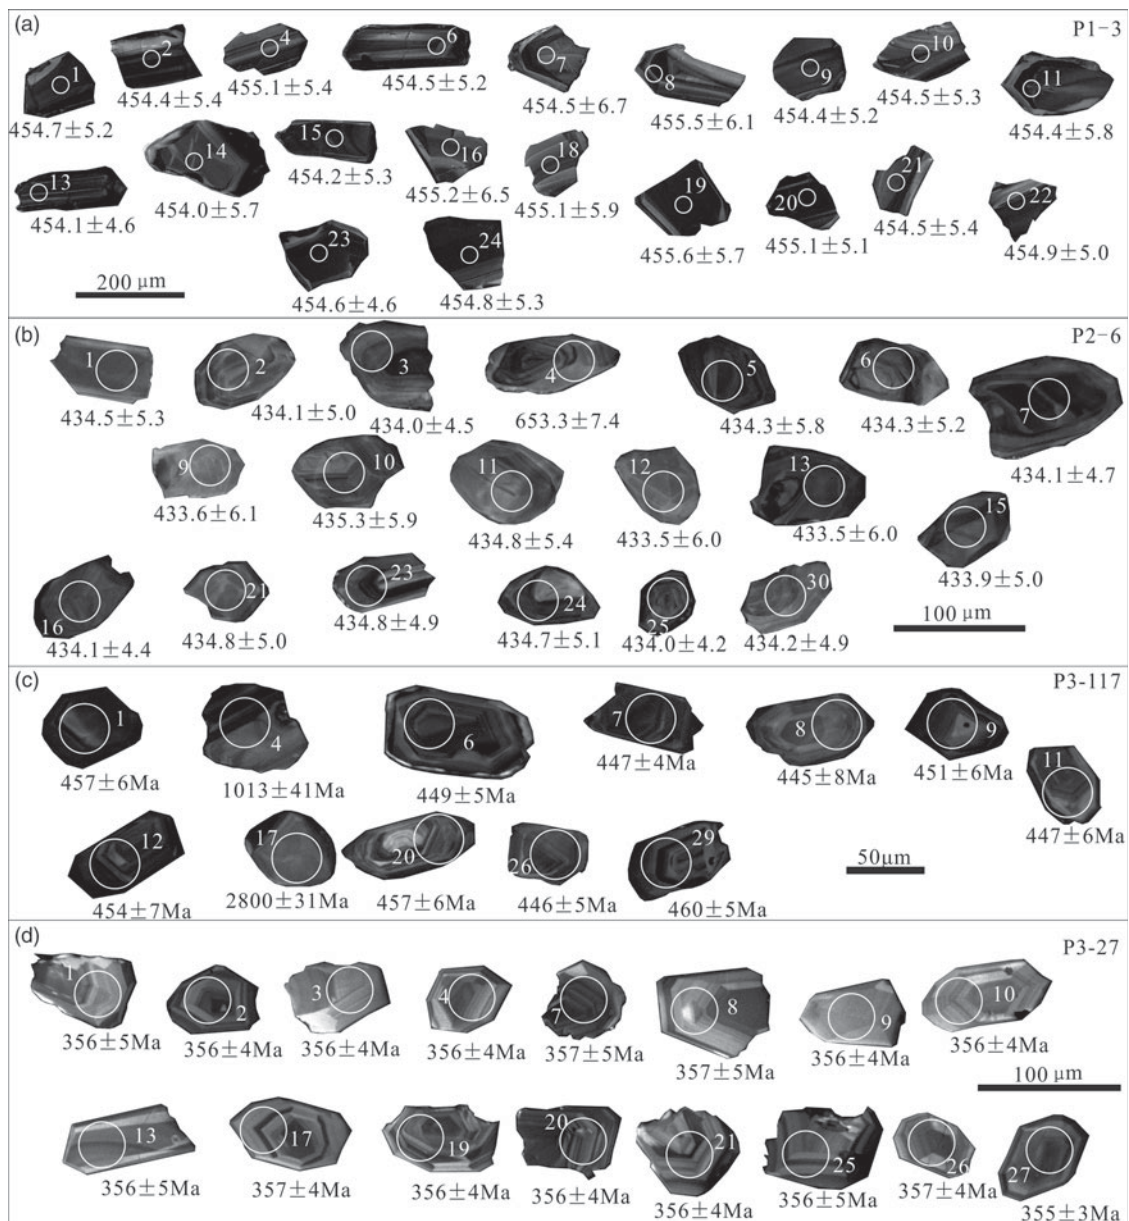 (a) P1-3
1 2 4 6 7 8 9 10 11
454.7±5.2 454.4±5.4 455.1±5.4 454.5±5.2 454.5±6.7 455.5±6.1 454.4±5.2 454.5±5.3 454.4±5.8
13 14 15 16 18 19 20 21 22
454.1±4.6 454.0±5.7 454.2±5.3 455.2±6.5 455.1±5.9 455.6±5.7 455.1±5.1 454.5±5.4 454.9±5.0
23 24
454.6±4.6 454.8±5.3
200 μm
(b) P2-6
1 2 3 4 5 6 7
434.5±5.3 434.1±5.0 434.0±4.5 653.3±7.4 434.3±5.8 434.3±5.2 434.1±4.7
9 10 11 12 13 15
433.6±6.1 435.3±5.9 434.8±5.4 433.5±6.0 433.5±6.0 433.9±5.0
16 21 23 24 25 30
434.1±4.4 434.8±5.0 434.8±4.9 434.7±5.1 434.0±4.2 434.2±4.9
100 μm
(c) P3-117
1 4 6 7 8 9 11
457±6Ma 1013±41Ma 449±5Ma 447±4Ma 445±8Ma 451±6Ma 447±6Ma
12 17 20 26 29
454±7Ma 2800±31Ma 457±6Ma 446±5Ma 460±5Ma
50μm
(d) P3-27
1 2 3 4 7 8 9 10
356±5Ma 356±4Ma 356±4Ma 356±4Ma 357±5Ma 357±5Ma 356±4Ma 356±4Ma
100 μm
13 17 19 20 21 25 26 27
356±5Ma 357±4Ma 356±4Ma 356±4Ma 356±4Ma 356±5Ma 357±4Ma 355±3Ma